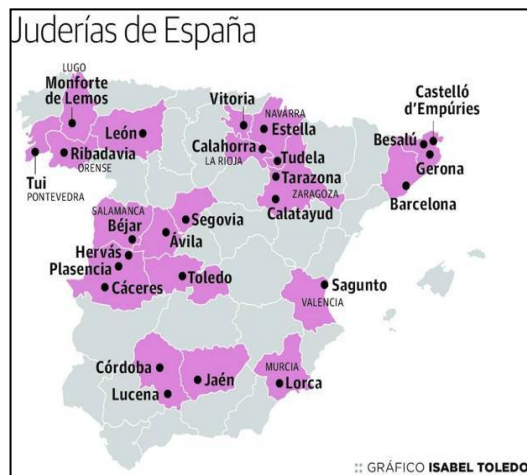 Juderías de España
LUGO
Monforte
de Lemos
León
Ribadavia
ORENSE
Tui
PONTEVEDRA
Vitoria
NAVARRA
Estella
Calahorra
LA RIOJA
Tudela
Tarazona
ZARAGOZA
Calatayud
Castelló
d'Empúries
Besalú
Gerona
Barcelona
SALAMANCA
Béjar
Segovia
Ávila
Hervás
Plasencia
Cáceres
Toledo
Sagunto
VALENCIA
Córdoba
Lucena
Jaén
MURCIA
Lorca
:: GRÁFICO ISABEL TOLEDO